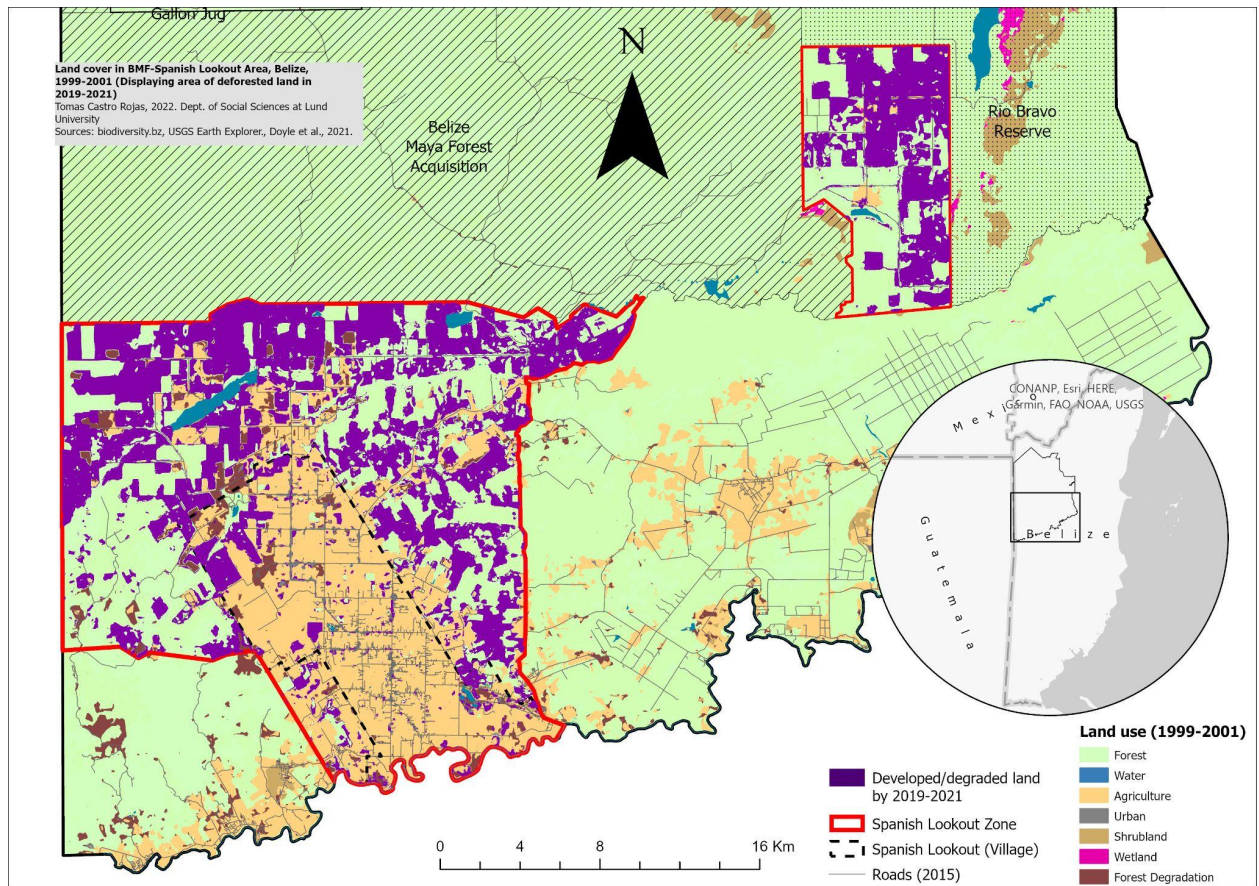 Gallon Jug
Land cover in BMF-Spanish Lookout Area, Belize,
1999-2001 (Displaying area of deforested land in
2019-2021)
Tomas Castro Rojas, 2022. Dept. of Social Sciences at Lund
University
Sources: biodiversity.bz, USGS Earth Explorer., Doyle et al., 2021.
N
Belize
Maya Forest
Acquisition
Rio Bravo
Reserve
CONANP, Esri, HERE,
Garmin, FAO, NOAA, USGS
Mexico
Guatemala
Belize
Developed/degraded land
by 2019-2021
Spanish Lookout Zone
Spanish Lookout (Village)
Roads (2015)
0 4 8 16 Km
Land use (1999-2001)
Forest
Water
Agriculture
Urban
Shrubland
Wetland
Forest Degradation